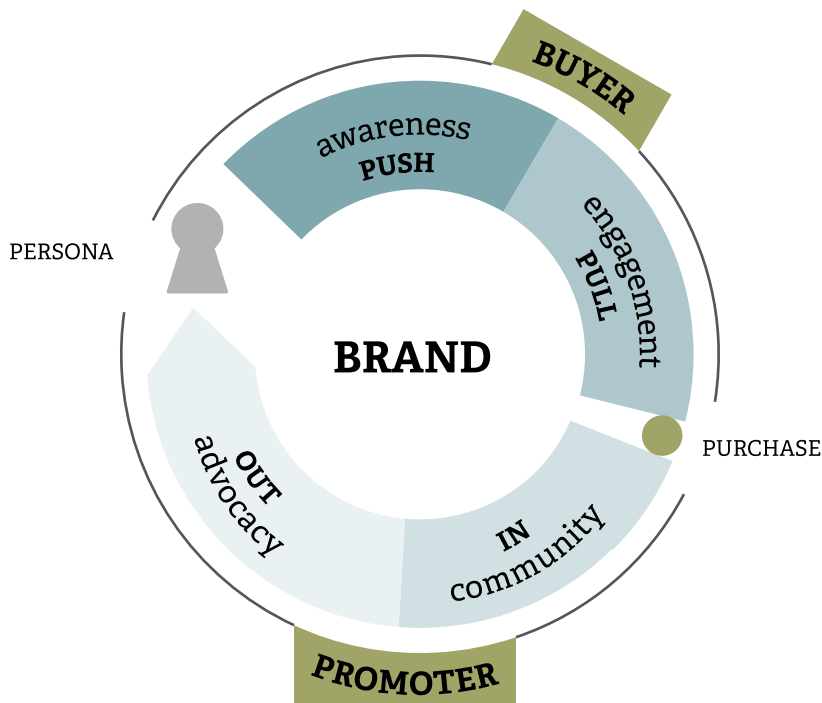 BUYER
awareness
PUSH
engagement
PULL
PERSONA
BRAND
PURCHASE
OUT
advocacy
IN
community
PROMOTER